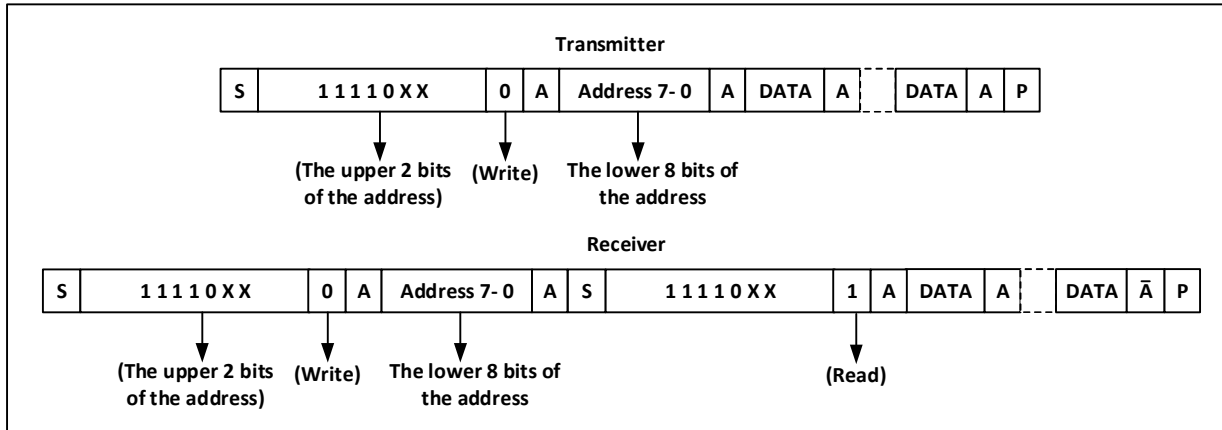 Transmitter
S 1 1 1 1 0 X X 0 A Address 7- 0 A DATA A DATA A P
(The upper 2 bits of the address) (Write) The lower 8 bits of the address
Receiver
S 1 1 1 1 0 X X 0 A Address 7- 0 A S 1 1 1 1 0 X X 1 A DATA A DATA Ā P
(The upper 2 bits of the address) (Write) The lower 8 bits of the address (Read)